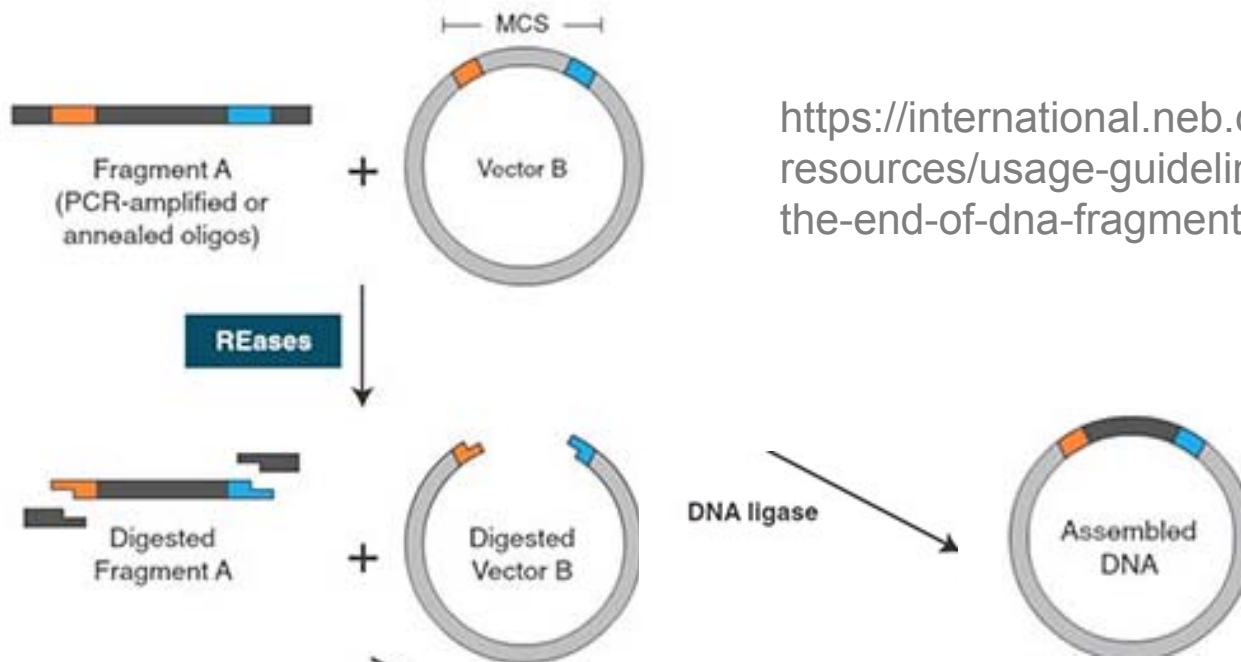 MCS
Fragment A
(PCR-amplified or
annealed oligos)
+
Vector B
https://international.neb.
resources/usage-guidelin
the-end-of-dna-fragment
REases
Digested
Fragment A
+
Digested
Vector B
DNA ligase
Assembled
DNA